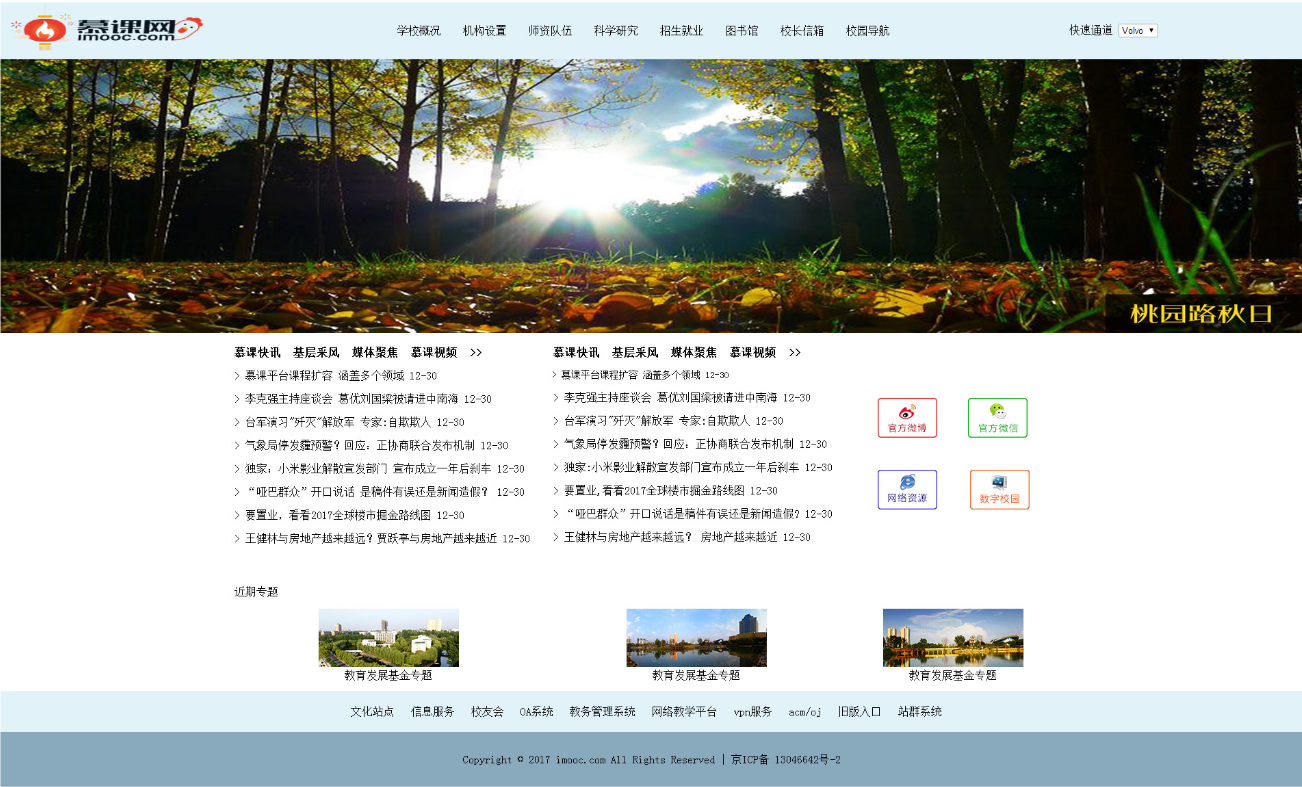 慕课网
imooc.com
学校概况 机构设置 师资队伍 科学研究 招生就业 图书馆 校长信箱 校园导航
快速通道 Volvo
桃园路秋日
慕课快讯 基层采风 媒体聚焦 慕课视频 >>
> 慕课平台课程扩容 涵盖多个领域 12-30
> 李克强主持座谈会 葛优刘国梁被请进中南海 12-30
> 台军演习"歼灭"解放军 专家:自欺欺人 12-30
> 气象局停发霾预警？回应：正协商联合发布机制 12-30
> 独家：小米影业解散宣发部门 宣布成立一年后刹车 12-30
> “哑巴群众”开口说话 是稿件有误还是新闻造假？ 12-30
> 要置业，看看2017全球楼市掘金路线图 12-30
> 王健林与房地产越来越远？贾跃亭与房地产越来越近 12-30
慕课快讯 基层采风 媒体聚焦 慕课视频 >>
> 慕课平台课程扩容 涵盖多个领域 12-30
> 李克强主持座谈会 葛优刘国梁被请进中南海 12-30
> 台军演习"歼灭"解放军 专家:自欺欺人 12-30
> 气象局停发霾预警？回应：正协商联合发布机制 12-30
> 独家:小米影业解散宣发部门宣布成立一年后刹车 12-30
> 要置业,看看2017全球楼市掘金路线图 12-30
> “哑巴群众”开口说话是稿件有误还是新闻造假？12-30
> 王健林与房地产越来越远？ 房地产越来越近 12-30
官方微博 官方微信
网络资源 数字校园
近期专题
教育发展基金专题 教育发展基金专题 教育发展基金专题
文化站点 信息服务 校友会 OA系统 教务管理系统 网络教学平台 vpn服务 acm/oj 旧版入口 站群系统
Copyright © 2017 imooc.com All Rights Reserved | 京ICP备 13046642号-2